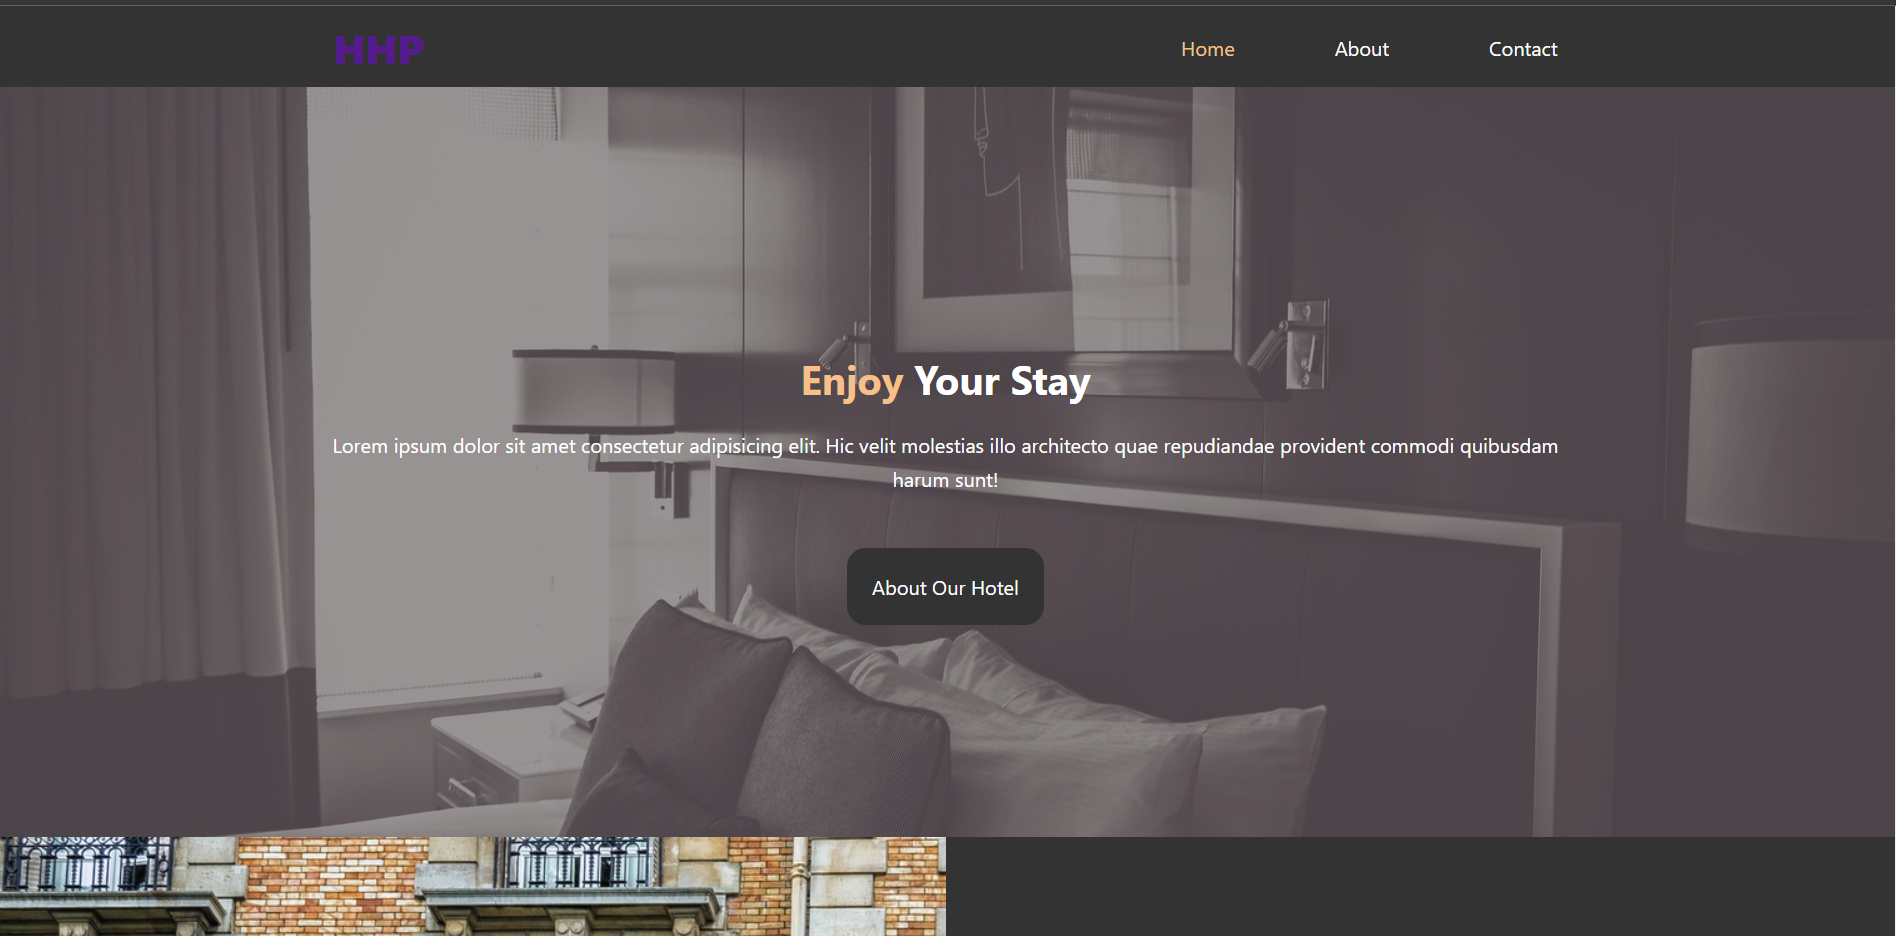 HHP
Home
About
Contact
Enjoy Your Stay
Lorem ipsum dolor sit amet consectetur adipisicing elit. Hic velit molestias illo architecto quae repudiandae provident commodi quibusdam
harum sunt!
About Our Hotel